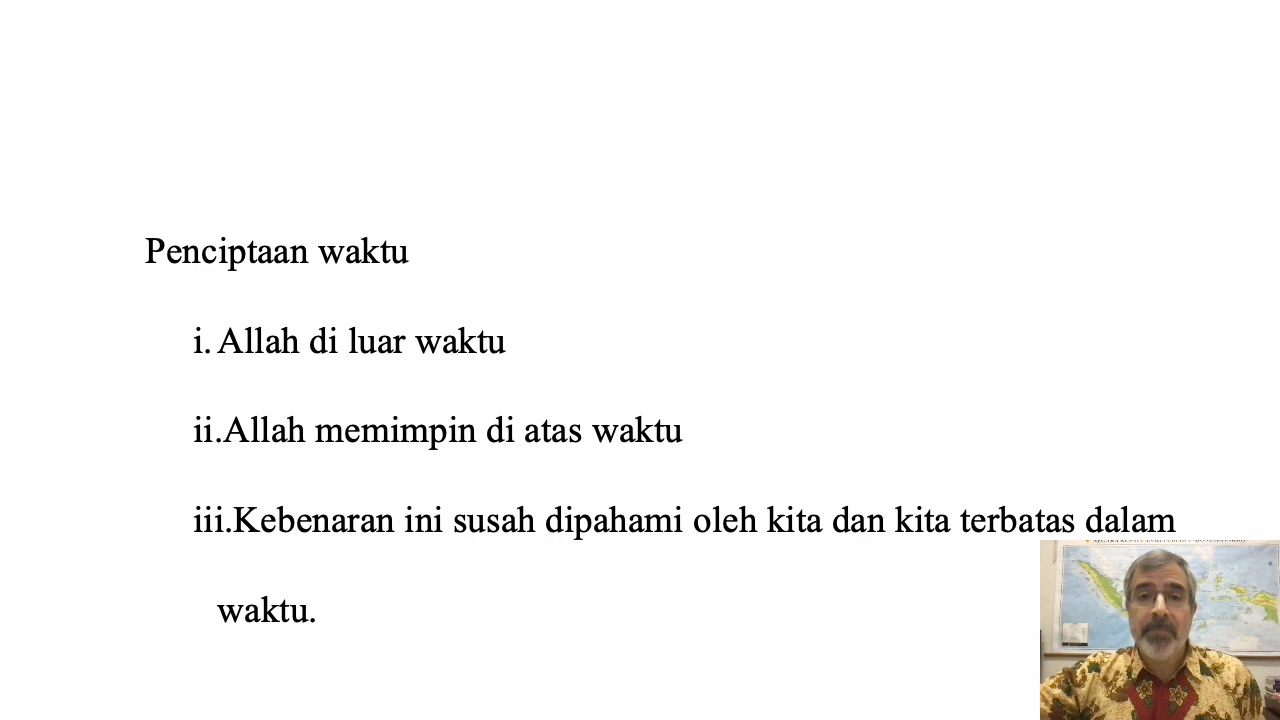 Penciptaan waktu
i. Allah di luar waktu
ii.Allah memimpin di atas waktu
iii.Kebenaran ini susah dipahami oleh kita dan kita terbatas dalam
waktu.